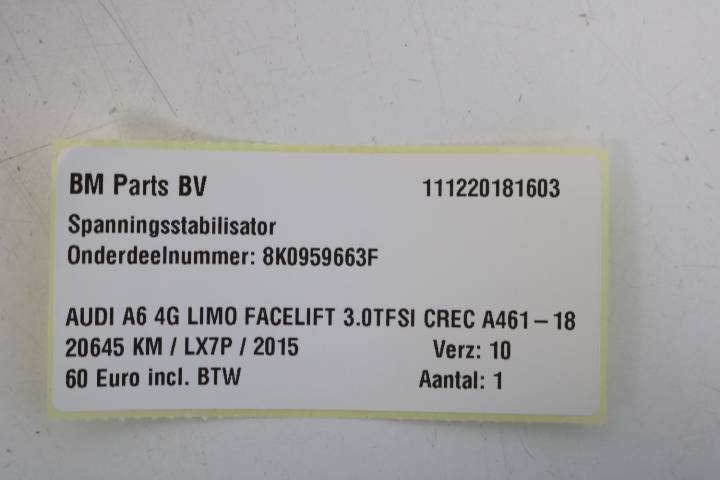 BM Parts BV 111220181603
Spanningsstabilisator
Onderdeelnummer: 8K0959663F
AUDI A6 4G LIMO FACELIFT 3.0TFSI CREC A461-18
20645 KM / LX7P / 2015 Verz: 10
60 Euro incl. BTW Aantal: 1